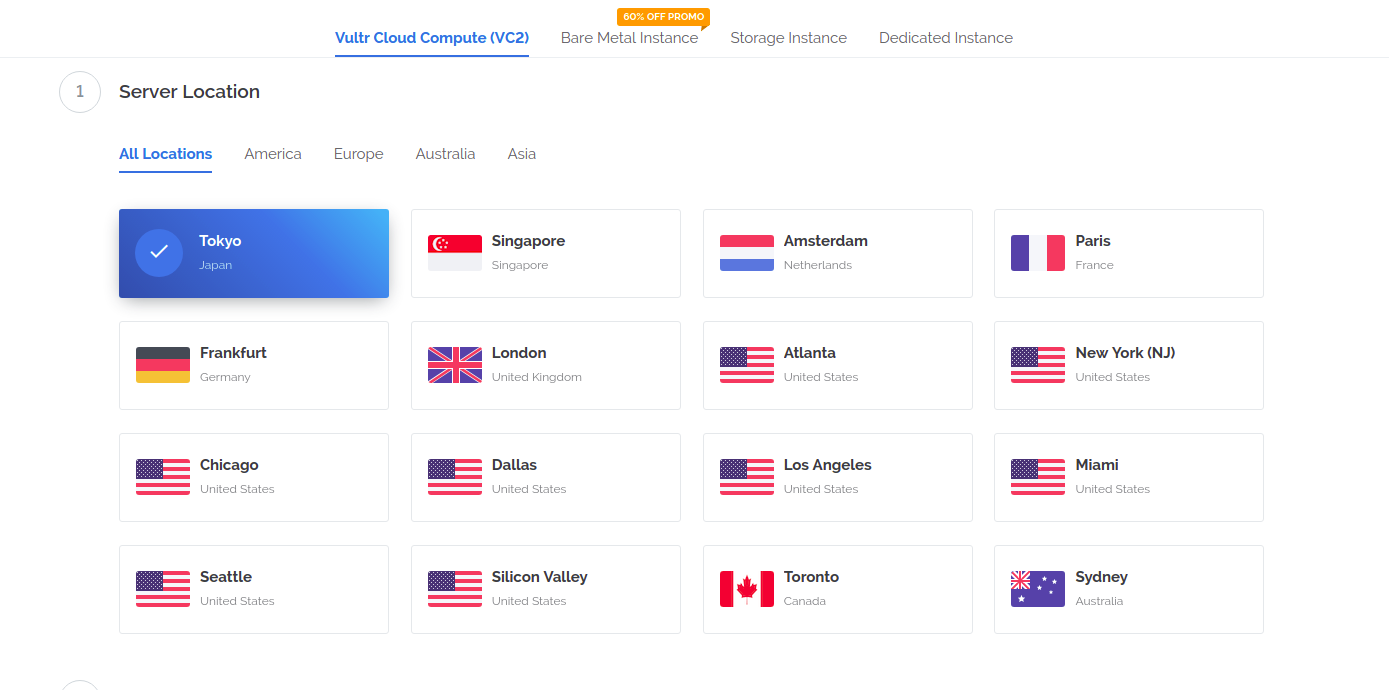 60% OFF PROMO
Vultr Cloud Compute (VC2) Bare Metal Instance Storage Instance Dedicated Instance
1 Server Location
All Locations America Europe Australia Asia
Tokyo
Japan
Singapore
Singapore
Amsterdam
Netherlands
Paris
France
Frankfurt
Germany
London
United Kingdom
Atlanta
United States
New York (NJ)
United States
Chicago
United States
Dallas
United States
Los Angeles
United States
Miami
United States
Seattle
United States
Silicon Valley
United States
Toronto
Canada
Sydney
Australia